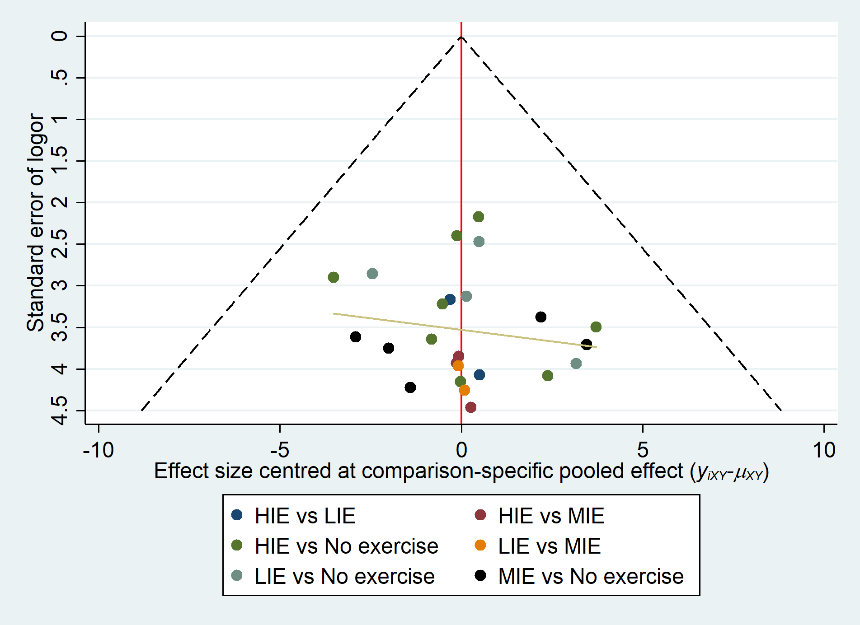 Standard error of logor
0
.5
1
1.5
2
2.5
3
3.5
4
4.5
-10 -5 0 5 10
Effect size centred at comparison-specific pooled effect (yiXY-μXY)
HIE vs LIE HIE vs MIE
HIE vs No exercise LIE vs MIE
LIE vs No exercise MIE vs No exercise